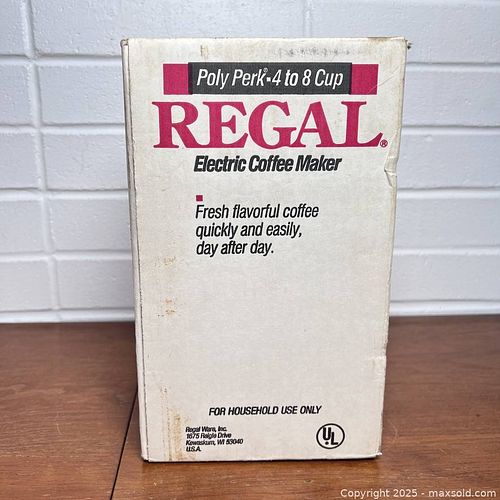 Poly Perk®▪4 to 8 Cup
REGAL®
Electric Coffee Maker
Fresh flavorful coffee
quickly and easily,
day after day.
FOR HOUSEHOLD USE ONLY
Regal Ware, Inc.
1675 Reigle Drive
Kewaskum, WI 53040
U.S.A.
UL
Copyright © 2025 - maxsold.com